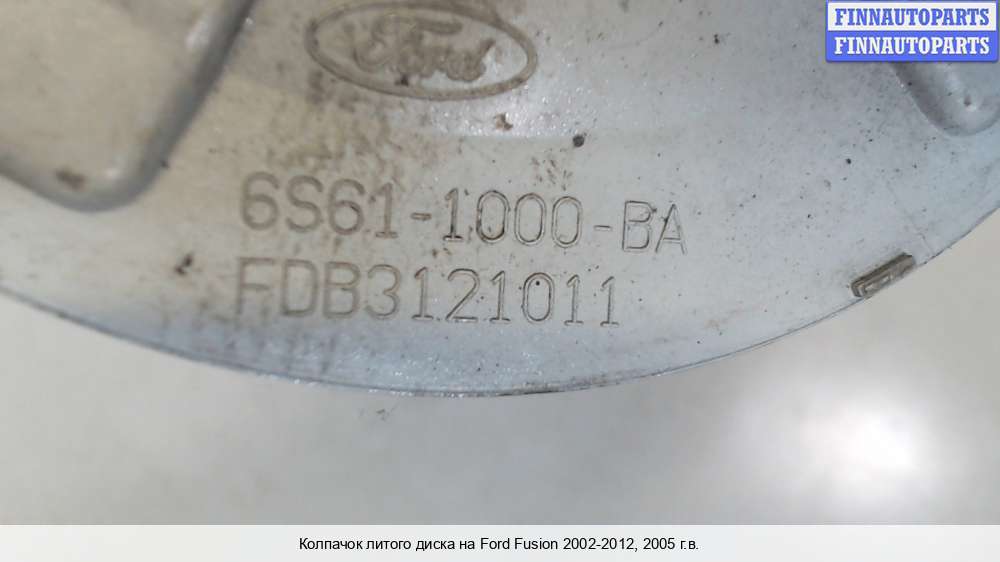 FINNAUTOPARTS
FINNAUTOPARTS
Ford
6S61-1000-BA
FDB3121011
Колпачок литого диска на Ford Fusion 2002-2012, 2005 г.в.